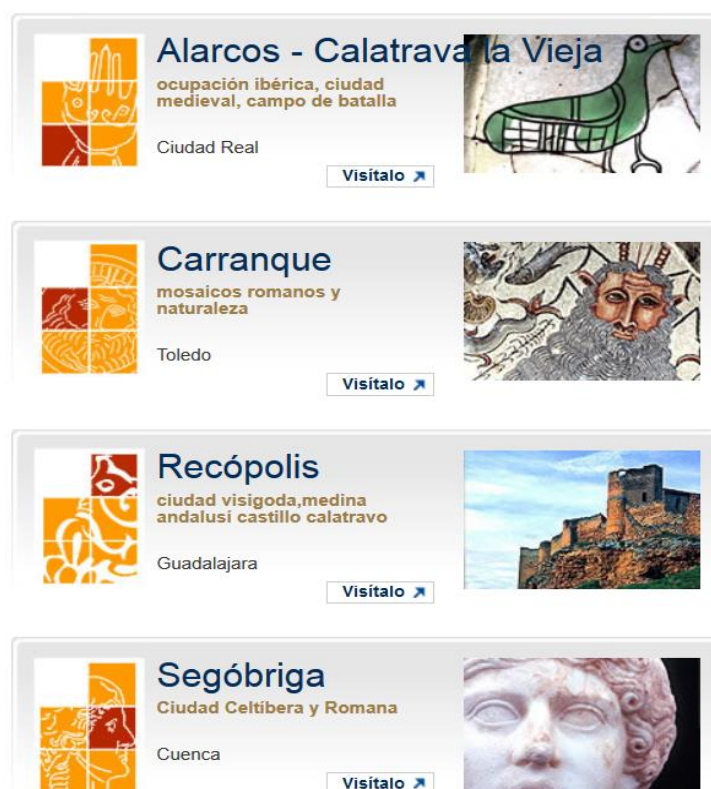 Alarcos - Calatrava la Vieja
ocupación ibérica, ciudad
medieval, campo de batalla
Ciudad Real
Visítalo
Carranque
mosaicos romanos y
naturaleza
Toledo
Visítalo
Recópolis
ciudad visigoda,medina
andalusí castillo calatravo
Guadalajara
Visítalo
Segóbriga
Ciudad Celtíbera y Romana
Cuenca
Visítalo